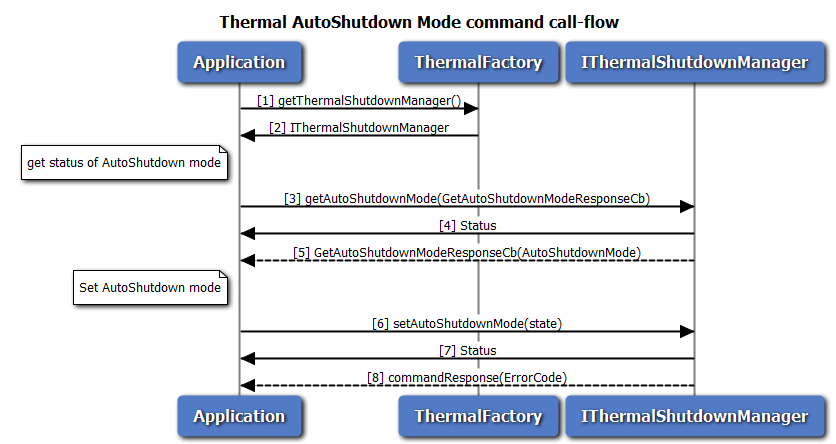 Thermal AutoShutdown Mode command call-flow
Application ThermalFactory IThermalShutdownManager
[1] getThermalShutdownManager()
[2] IThermalShutdownManager
get status of AutoShutdown mode
[3] getAutoShutdownMode(GetAutoShutdownModeResponseCb)
[4] Status
[5] GetAutoShutdownModeResponseCb(AutoShutdownMode)
Set AutoShutdown mode
[6] setAutoShutdownMode(state)
[7] Status
[8] commandResponse(ErrorCode)
Application ThermalFactory IThermalShutdownManager